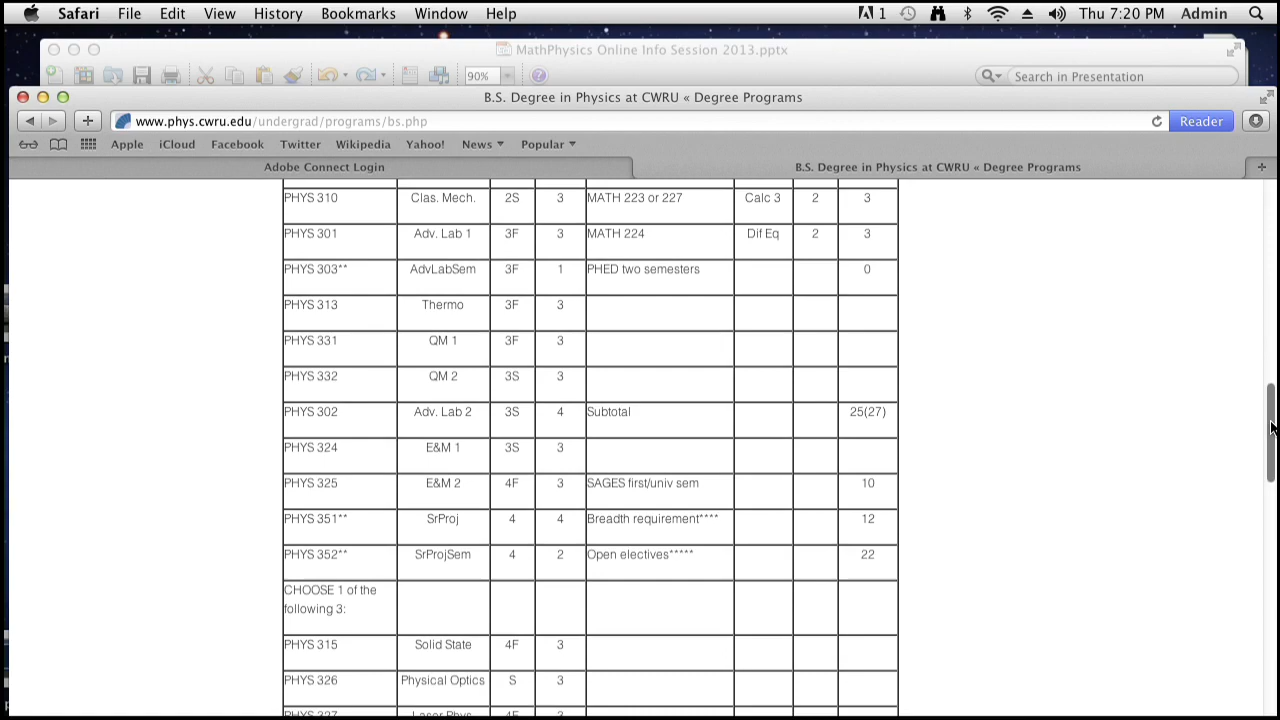 Safari File Edit View History Bookmarks Window Help 1 Thu 7:20 PM Admin
MathPhysics Online Info Session 2013.pptx
90% Search in Presentation
B.S. Degree in Physics at CWRU « Degree Programs
www.phys.cwru.edu/undergrad/programs/bs.php Reader
Apple iCloud Facebook Twitter Wikipedia Yahoo! News Popular
Adobe Connect Login B.S. Degree in Physics at CWRU « Degree Programs
PHYS 310 Clas. Mech. 2S 3 MATH 223 or 227 Calc 3 2 3
PHYS 301 Adv. Lab 1 3F 3 MATH 224 Dif Eq 2 3
PHYS 303** AdvLabSem 3F 1 PHED two semesters 0
PHYS 313 Thermo 3F 3
PHYS 331 QM 1 3F 3
PHYS 332 QM 2 3S 3
PHYS 302 Adv. Lab 2 3S 4 Subtotal 25(27)
PHYS 324 E&M 1 3S 3
PHYS 325 E&M 2 4F 3 SAGES first/univ sem 10
PHYS 351** SrProj 4 4 Breadth requirement**** 12
PHYS 352** SrProjSem 4 2 Open electives***** 22
CHOOSE 1 of the
following 3:
PHYS 315 Solid State 4F 3
PHYS 326 Physical Optics S 3
PHYS 327 Laser Phys 4F 3